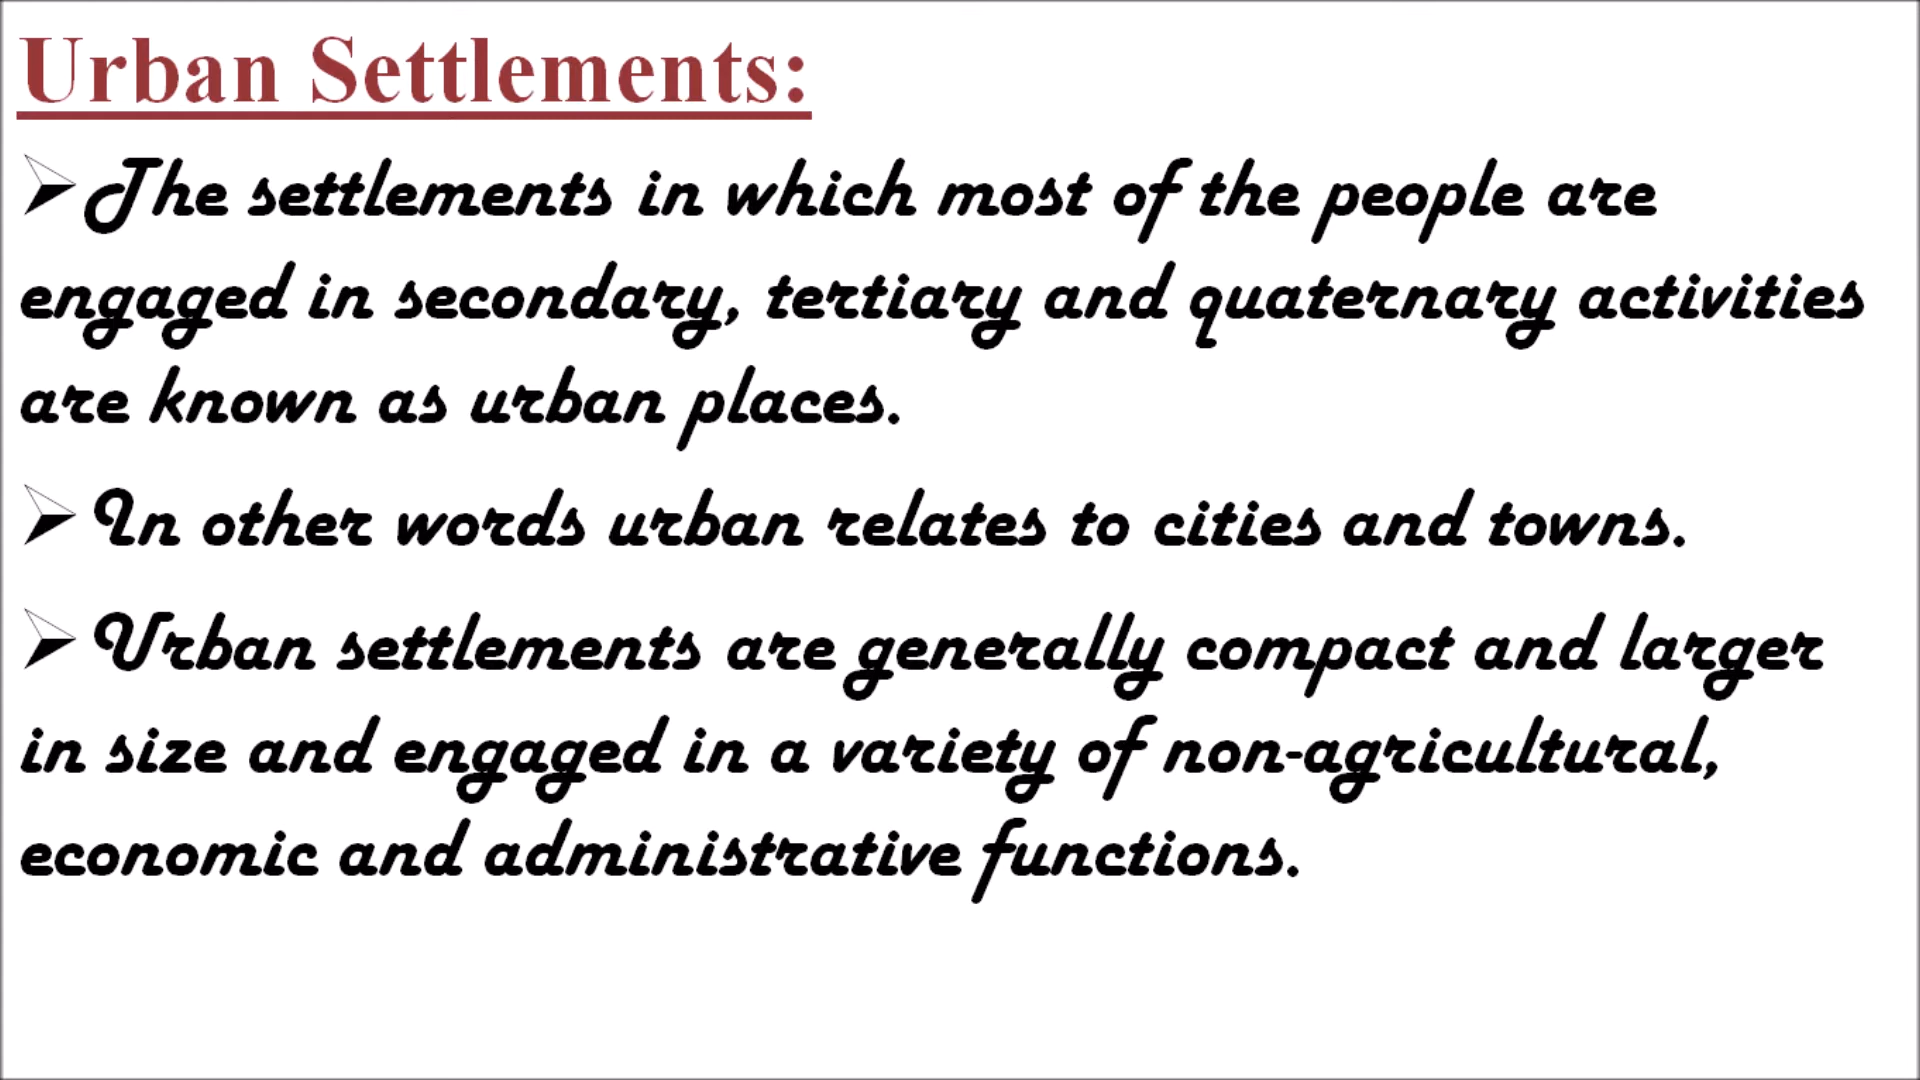 Urban Settlements:
➢The settlements in which most of the people are
engaged in secondary, tertiary and quaternary activities
are known as urban places.
➢In other words urban relates to cities and towns.
➢Urban settlements are generally compact and larger
in size and engaged in a variety of non-agricultural,
economic and administrative functions.